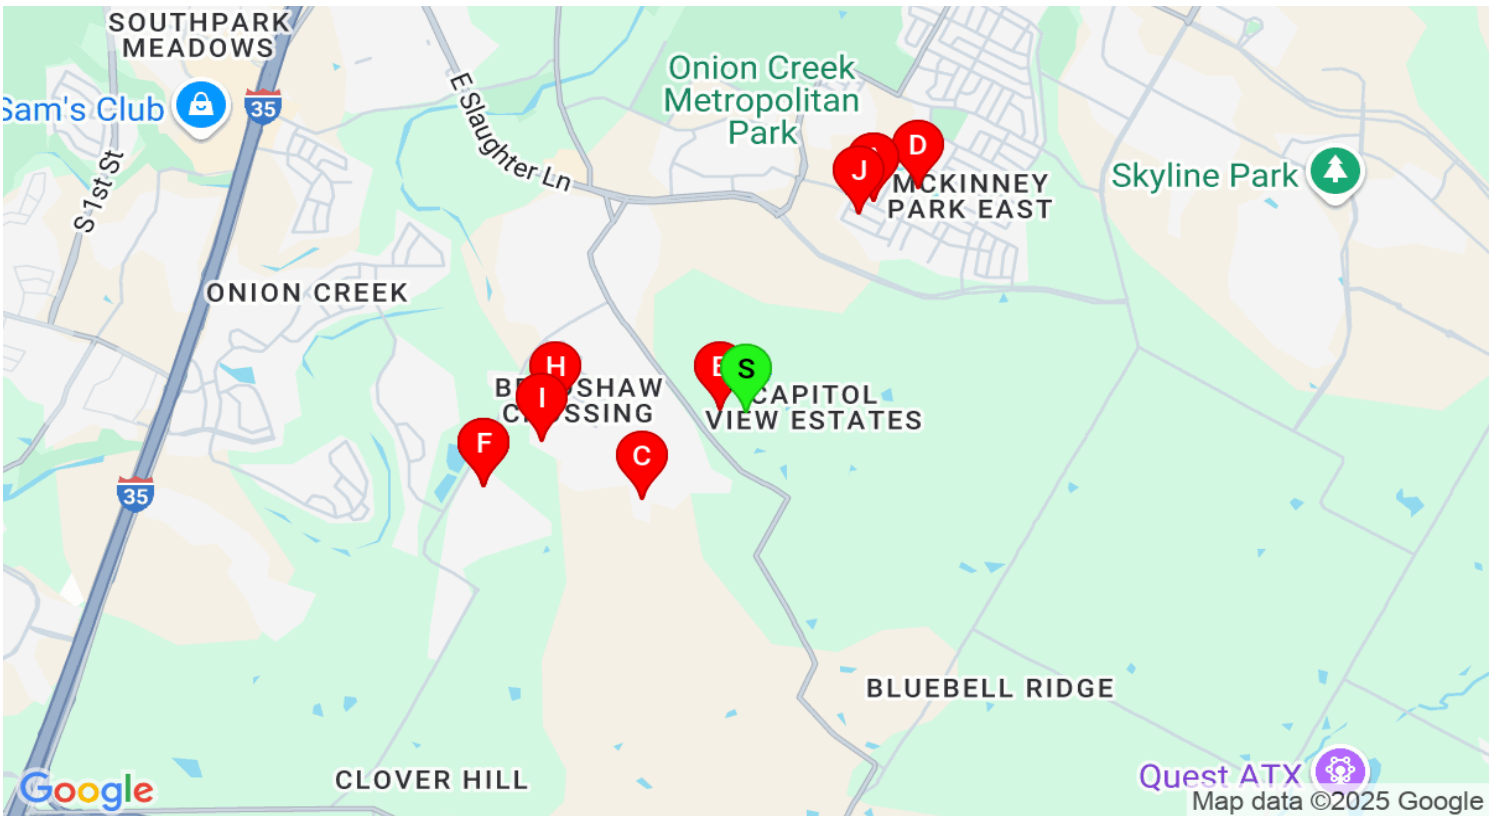 SOUTHPARK
MEADOWS
Sam's Club
35
E Slaughter Ln
S 1st St
Onion Creek
Metropolitan
Park
D
J
MCKINNEY
PARK EAST
Skyline Park
ONION CREEK
H
I
F
C
S
CROSSING
CAPITOL
VIEW ESTATES
35
BLUEBELL RIDGE
CLOVER HILL
Quest ATX
Google
Map data ©2025 Google